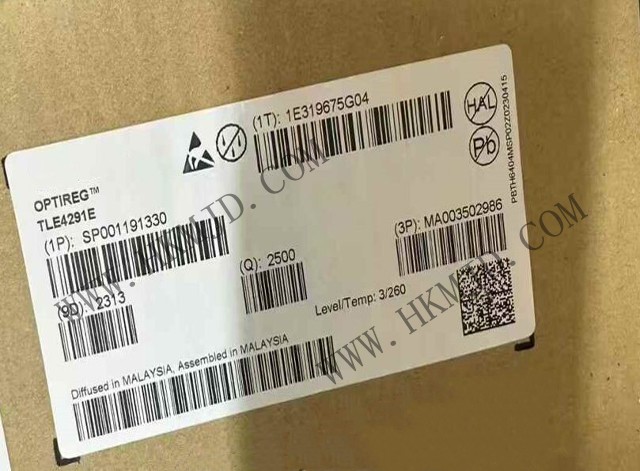 (1T): 1E319675G04
HAL
Pb
PBTH6404MSP02Z0230415
OPTIREG™
TLE4291E
(1P): SP001191330
(3P): MA003502986
(9D): 2313
(Q): 2500
Level/Temp: 3/260
Diffused in MALAYSIA, Assembled in MALAYSIA
WWW.HKMJD.COM
WWW.HKMJD.COM